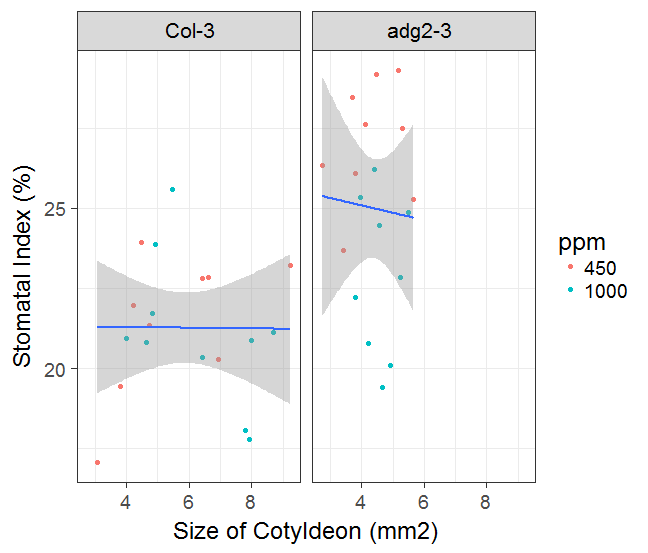 Col-3 adg2-3
Stomatal Index (%)
25
20
ppm
450
1000
4 6 8 4 6 8
Size of Cotyldeon (mm2)